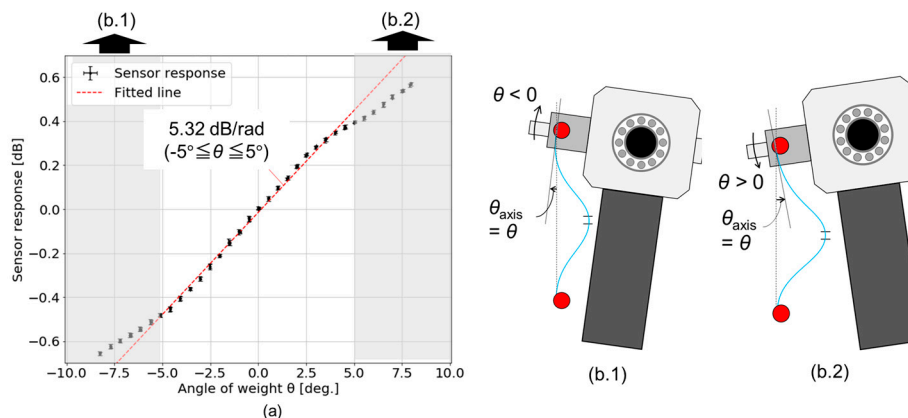 (b.1)
(b.2)
0.6
0.4
0.2
0.0
−0.2
−0.4
−0.6
Sensor response [dB]
Sensor response
Fitted line
5.32 dB/rad
(-5°≦θ≦5°)
−10.0 −7.5 −5.0 −2.5 0.0 2.5 5.0 7.5 10.0
Angle of weight θ [deg.]
(a)
θ < 0
θaxis
= θ
(b.1)
θ > 0
θaxis
= θ
(b.2)